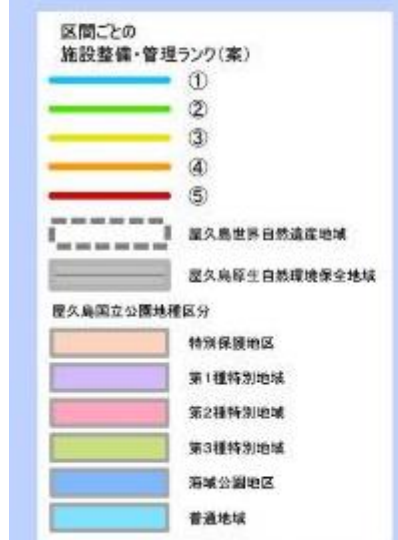 区間ごとの
施設整備・管理ランク(案)
①
②
③
④
⑤
屋久島世界自然遺産地域
屋久島原生自然環境保全地域
屋久島国立公園地種区分
特別保護地区
第1種特別地域
第2種特別地域
第3種特別地域
海域公園地区
普通地域